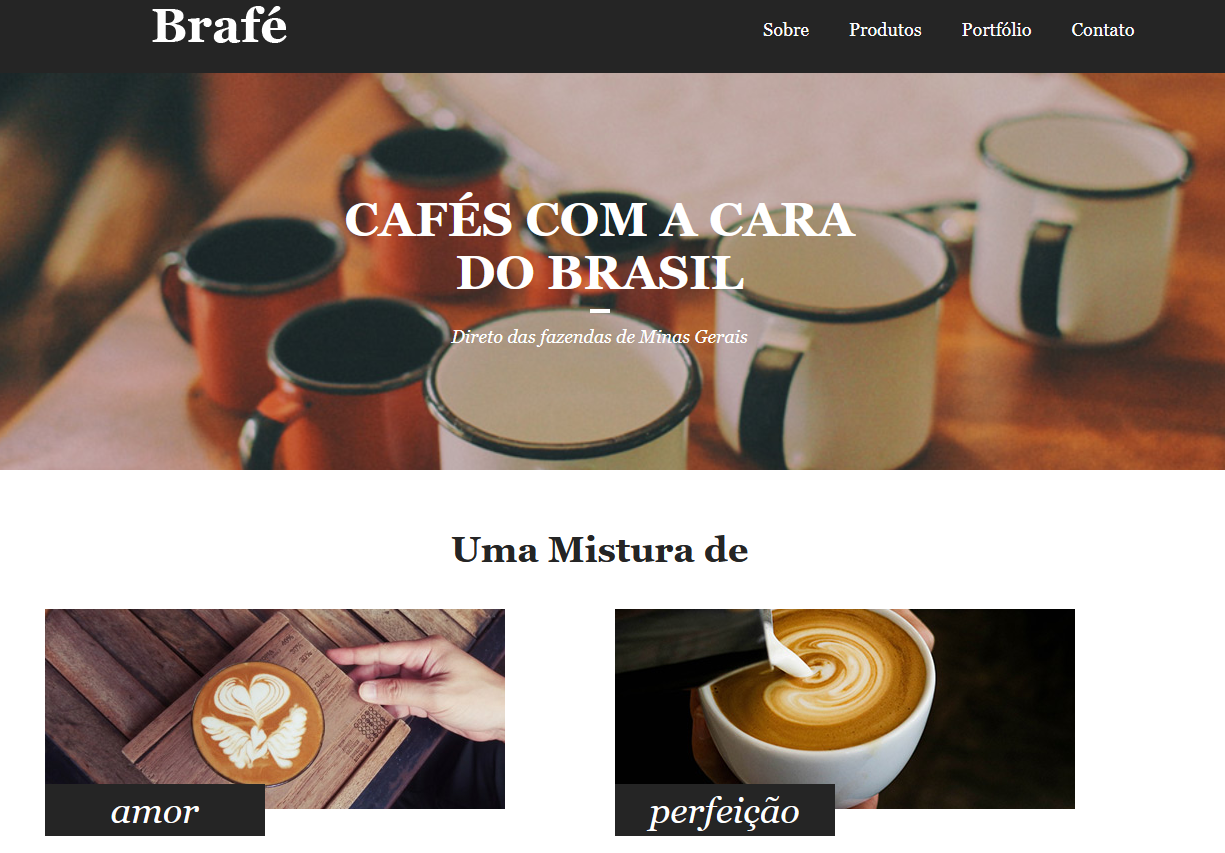 Brafé
Sobre Produtos Portfólio Contato
CAFÉS COM A CARA
DO BRASIL
Direto das fazendas de Minas Gerais
Uma Mistura de
amor
perfeição